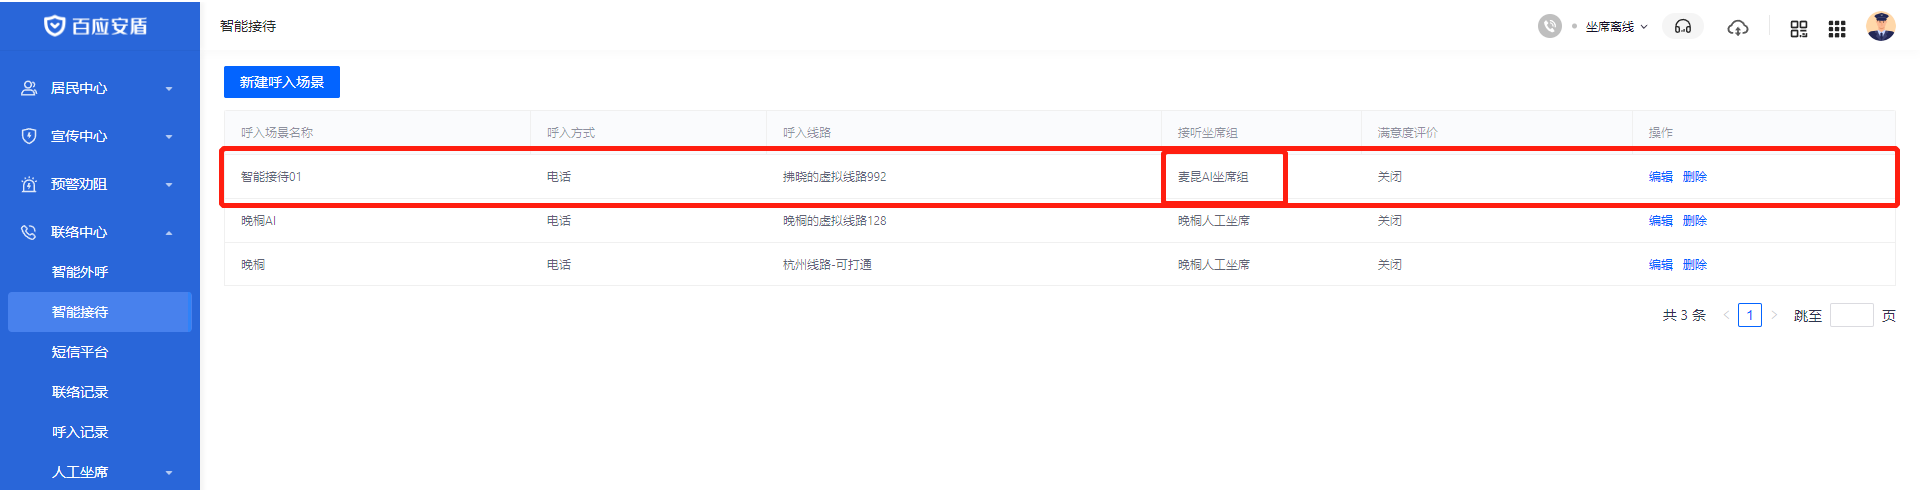 百应安盾
智能接待
坐席离线
居民中心
宣传中心
预警劝阻
联络中心
智能外呼
智能接待
短信平台
联络记录
呼入记录
人工坐席
新建呼入场景
呼入场景名称 呼入方式 呼入线路 接听坐席组 满意度评价 操作
智能接待01 电话 拂晓的虚拟线路992 麦昆AI坐席组 关闭 编辑 删除
晚桐AI 电话 晚桐的虚拟线路128 晚桐人工坐席 关闭 编辑 删除
晚桐 电话 杭州线路-可打通 晚桐人工坐席 关闭 编辑 删除
共 3 条 < 1 > 跳至 页